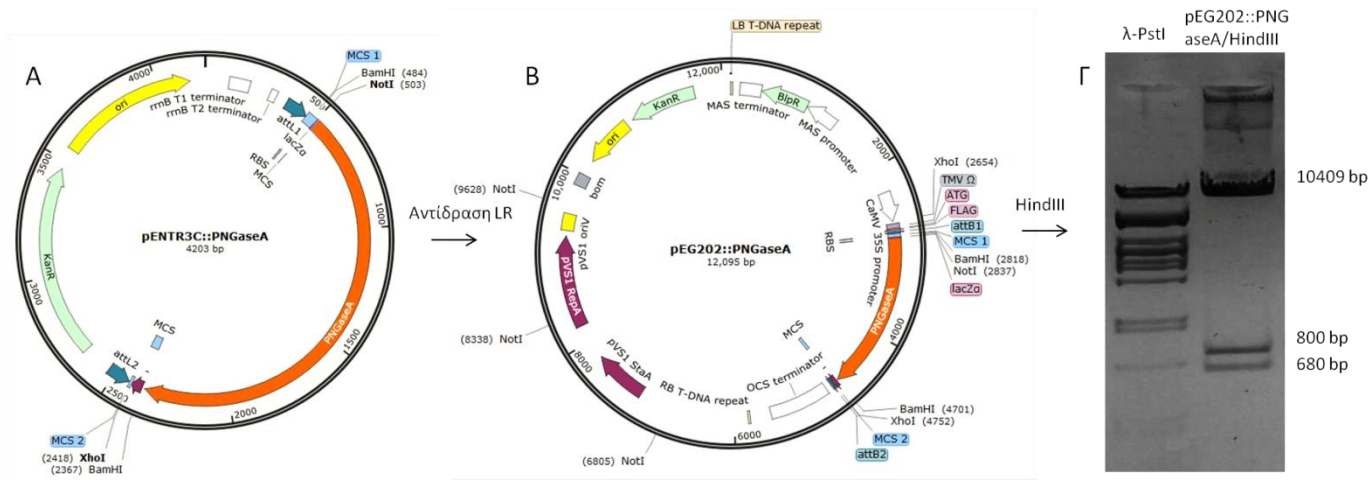 A
MCS 1
BamHI (484)
NotI (503)
4000
500
ori
rrnB T1 terminator
rrnB T2 terminator
attL1
lacZα
RBS
MCS
3500
1000
pENTR3C::PNGaseA
4203 bp
KanR
PNGaseA
3000
1500
MCS
attL2
2500
2000
MCS 2
(2418) XhoI
(2367) BamHI
Αντίδραση LR
B
LB T-DNA repeat
12,000
KanR
BlpR
MAS terminator
MAS promoter
ori
2000
XhoI (2654)
TMV Ω
ATG
FLAG
attB1
MCS 1
BamHI (2818)
NotI (2837)
lacZα
(9628) NotI
10,000
bom
CaMV 35S promoter
RBS
pEG202::PNGaseA
12,095 bp
pVS1 oriV
pVS1 RepA
PNGaseA
4000
(8338) NotI
8000
MCS
pVS1 StaA
RB T-DNA repeat
OCS terminator
BamHI (4701)
XhoI (4752)
MCS 2
attB2
6000
(6805) NotI
HindIII
Γ
λ-PstI
pEG202::PNG
aseA/HindIII
10409 bp
800 bp
680 bp